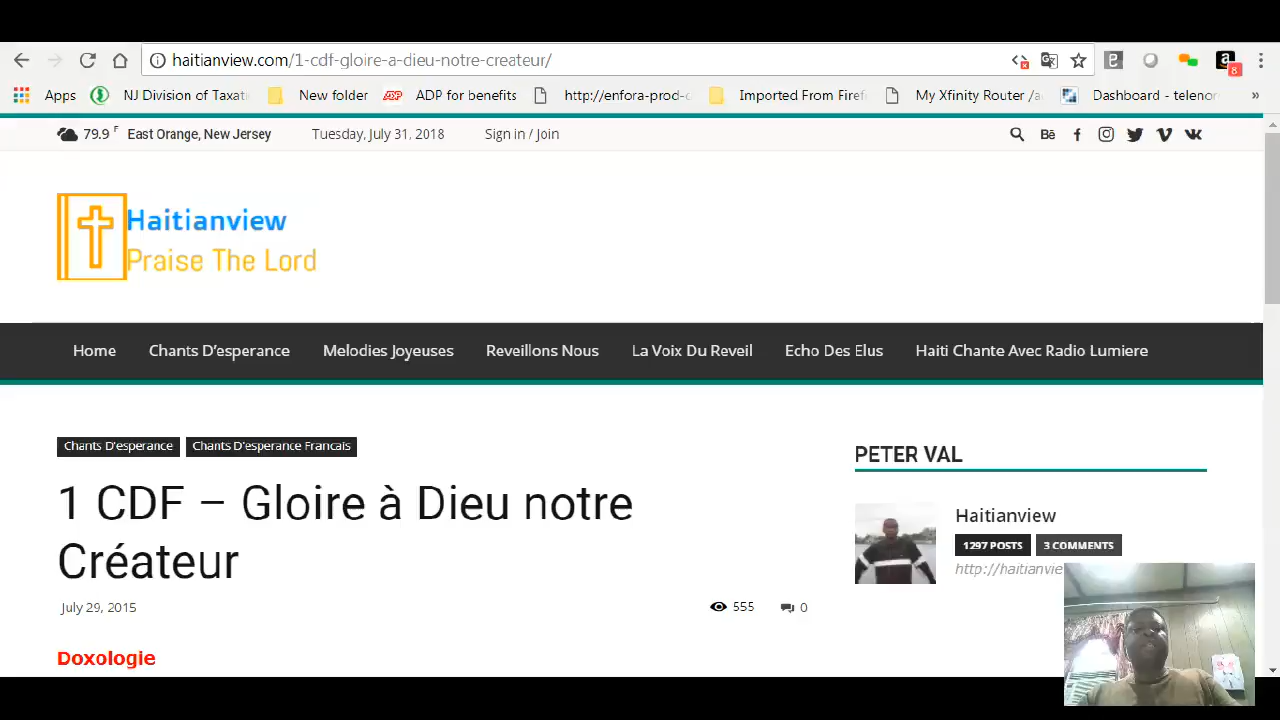 haitianview.com/1-cdf-gloire-a-dieu-notre-createur/
8
Apps NJ Division of Taxati New folder ADP ADP for benefits http://enfora-prod- Imported From Firef My Xfinity Router /a Dashboard - telenor »
79.9 F East Orange, New Jersey Tuesday, July 31, 2018 Sign in / Join
Haitianview
Praise The Lord
Home Chants D'esperance Melodies Joyeuses Reveillons Nous La Voix Du Reveil Echo Des Elus Haiti Chante Avec Radio Lumiere
Chants D'esperance Chants D'esperance Francais
1 CDF – Gloire à Dieu notre
Créateur
July 29, 2015 555 0
Doxologie
PETER VAL
Haitianview
1297 POSTS 3 COMMENTS
http://haitianvie